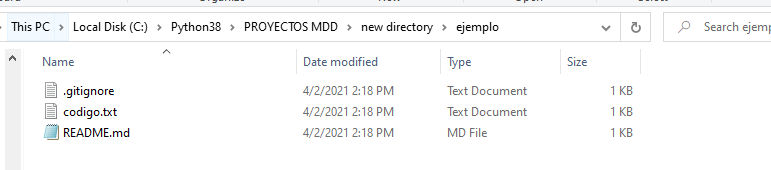 This PC > Local Disk (C:) > Python38 > PROYECTOS MDD > new directory > ejemplo
Search ejemp
Name Date modified Type Size
.gitignore 4/2/2021 2:18 PM Text Document 1 KB
codigo.txt 4/2/2021 2:18 PM Text Document 1 KB
README.md 4/2/2021 2:18 PM MD File 1 KB